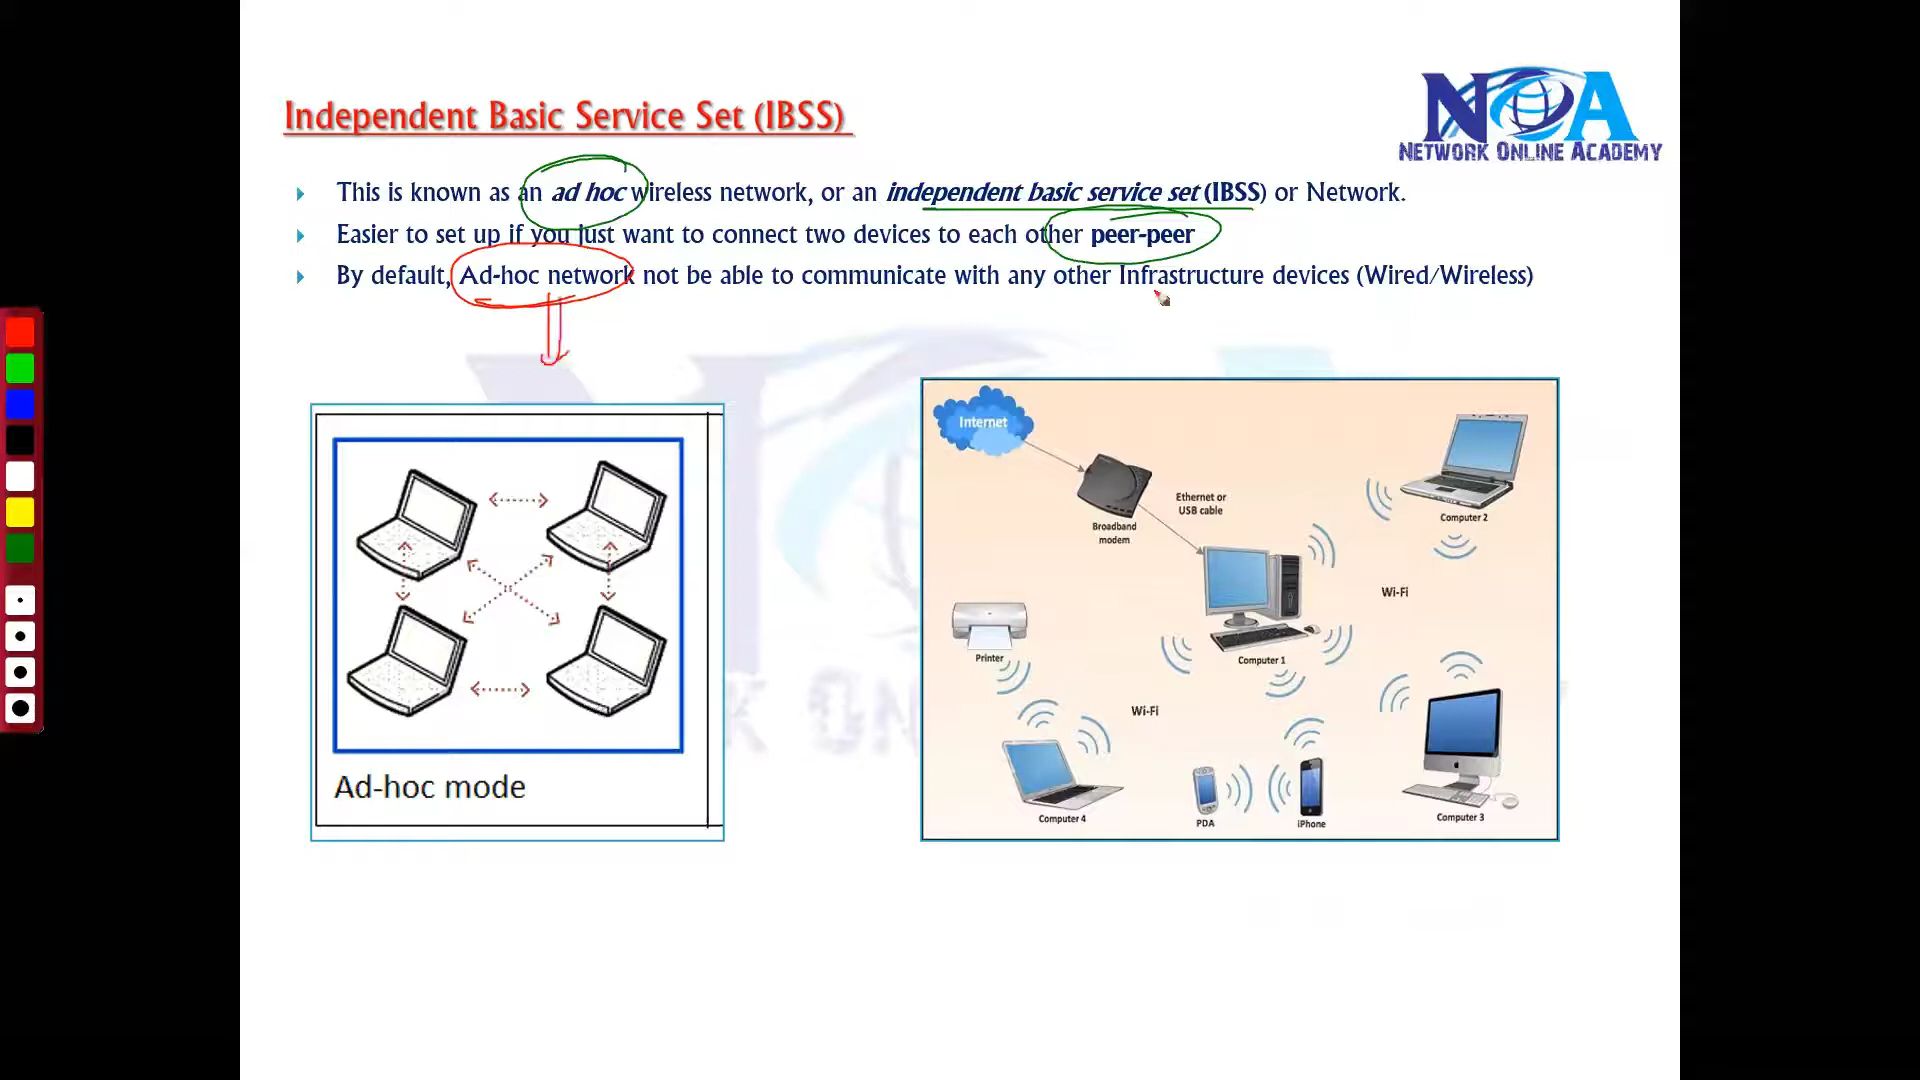 NOA
NETWORK ONLINE ACADEMY
Independent Basic Service Set (IBSS)
This is known as an ad hoc wireless network, or an independent basic service set (IBSS) or Network.
Easier to set up if you just want to connect two devices to each other peer-peer
By default, Ad-hoc network not be able to communicate with any other Infrastructure devices (Wired/Wireless)
Ad-hoc mode
Internet
Broadband
modem
Ethernet or
USB cable
Computer 2
Wi-Fi
Printer
Computer 1
Wi-Fi
Computer 4
PDA
iPhone
Computer 3